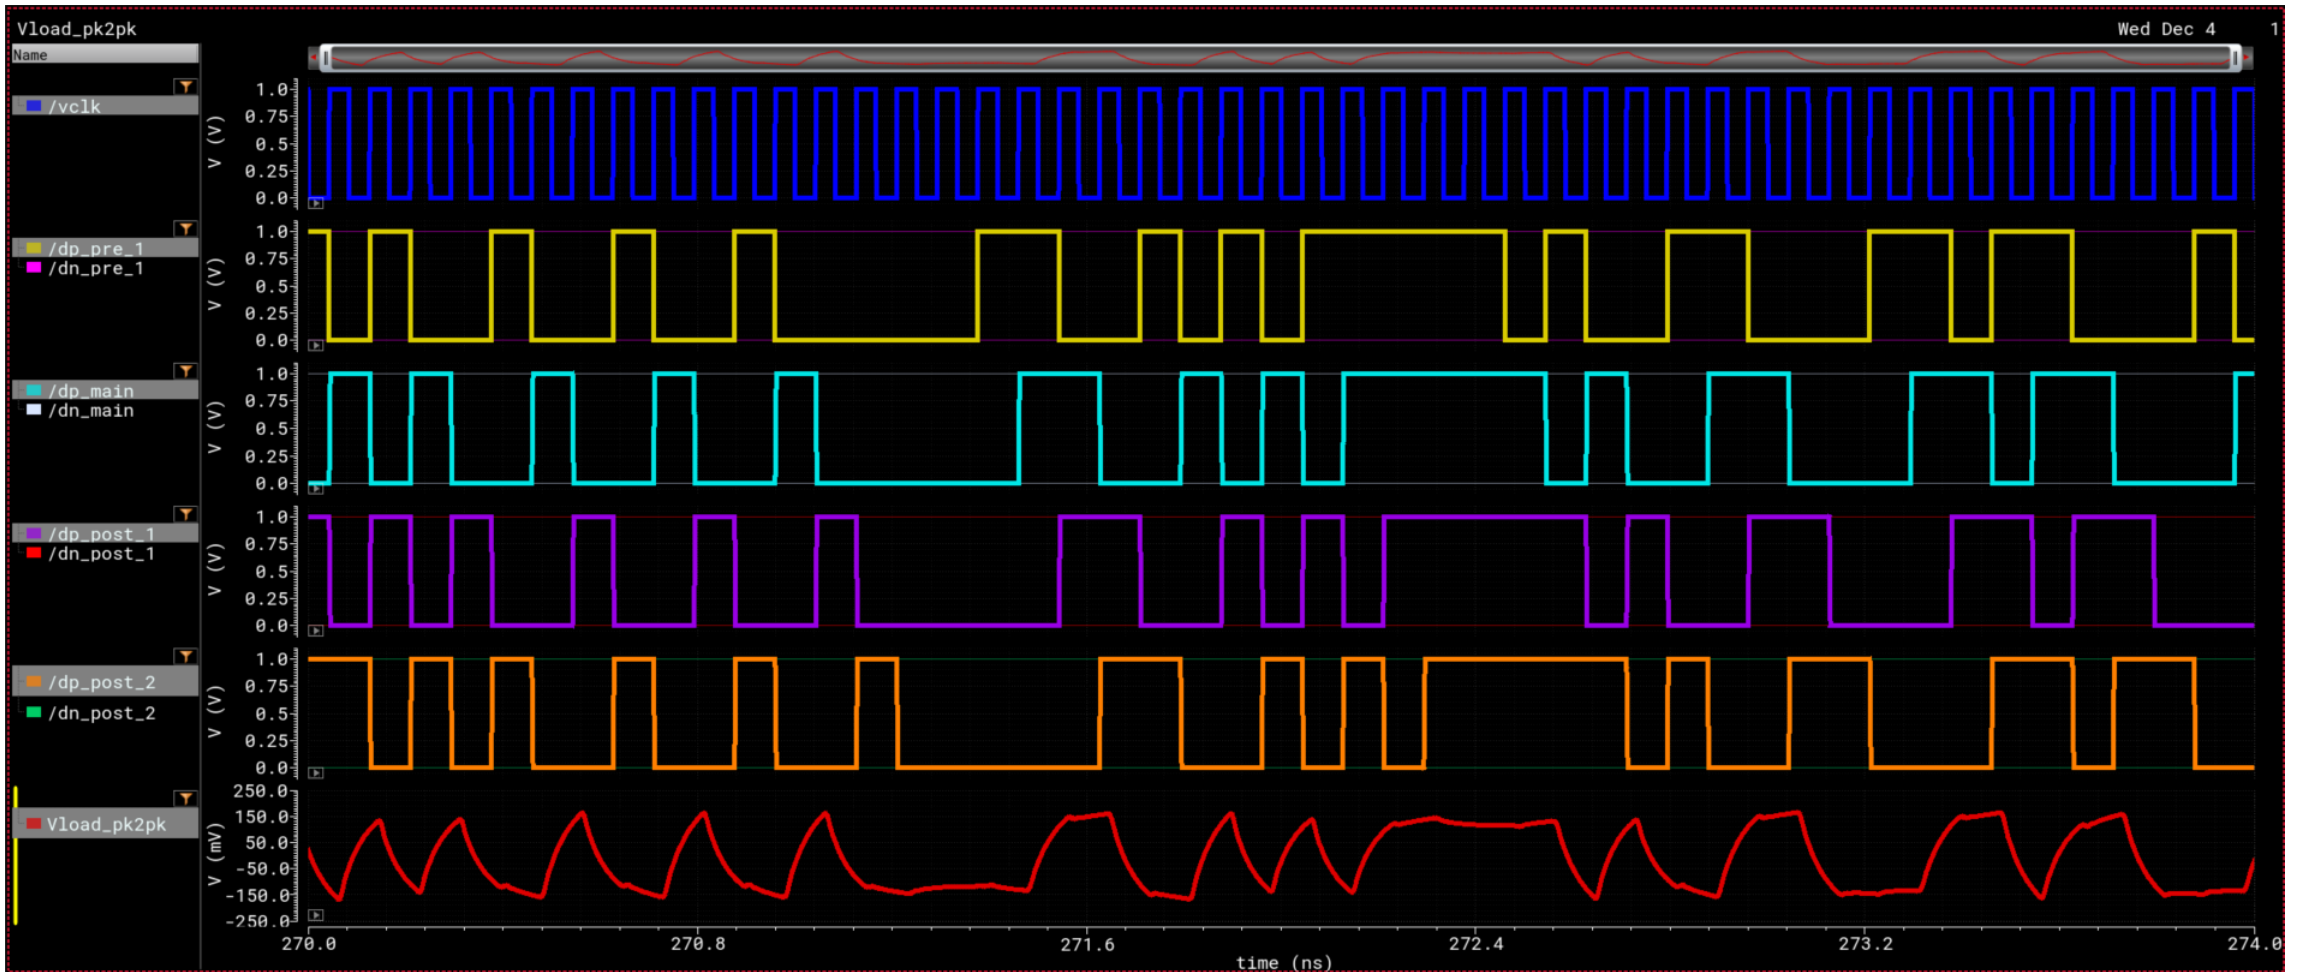 Vload_pk2pk
Wed Dec 4 1
Name
/vclk
V (V)
1.0
0.75
0.5
0.25
0.0
/dp_pre_1
/dn_pre_1
V (V)
1.0
0.75
0.5
0.25
0.0
/dp_main
/dn_main
V (V)
1.0
0.75
0.5
0.25
0.0
/dp_post_1
/dn_post_1
V (V)
1.0
0.75
0.5
0.25
0.0
/dp_post_2
/dn_post_2
V (V)
1.0
0.75
0.5
0.25
0.0
Vload_pk2pk
V (mV)
250.0
150.0
50.0
-50.0
-150.0
-250.0
270.0 270.8 271.6 272.4 273.2 274.0
time (ns)